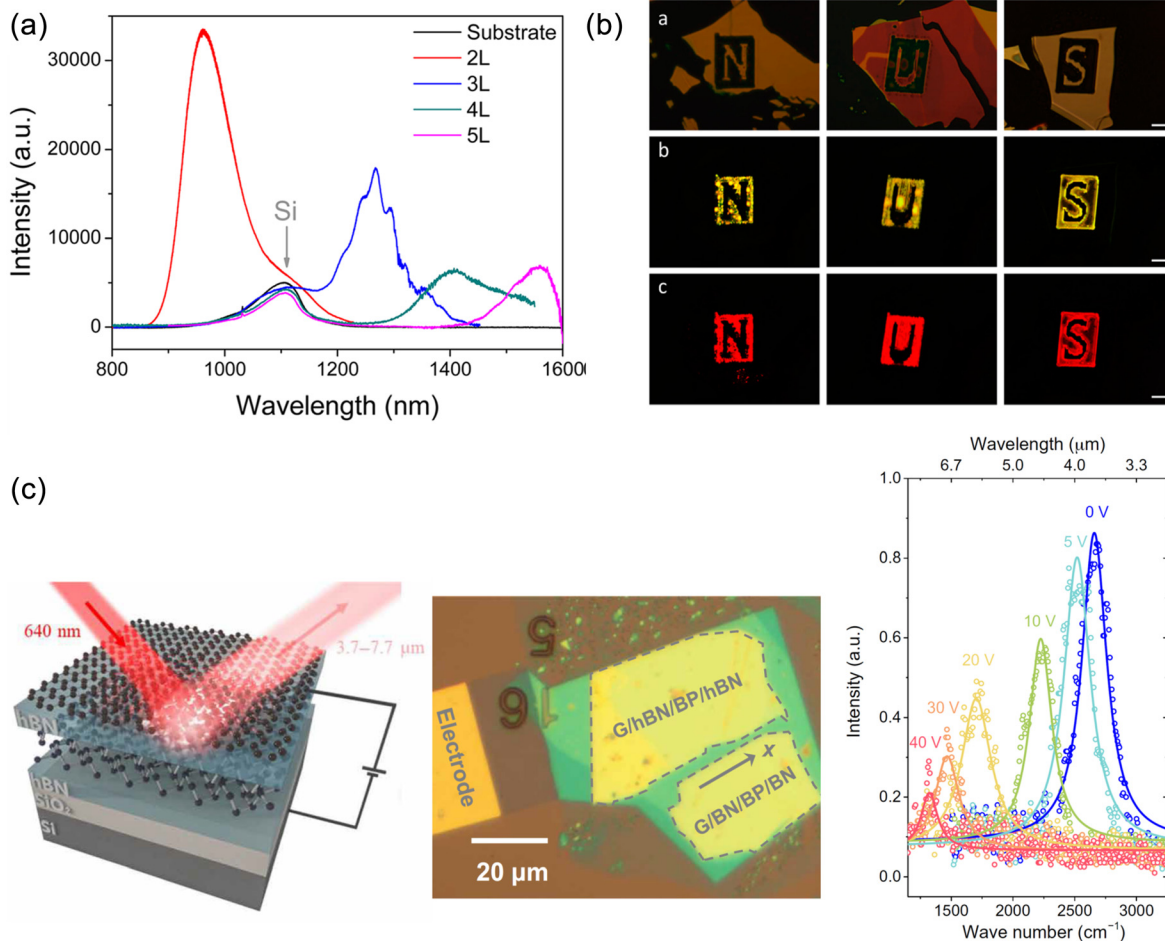 (a)
Substrate
2L
3L
4L
5L
Si
30000
20000
10000
0
Intensity (a.u.)
800 1000 1200 1400 1600
Wavelength (nm)
(b)
a
N U S
b
N U S
c
N U S
(c)
640 nm
3.7–7.7 μm
hBN
hBN
SiO₂
Si
5
16
Electrode
G/hBN/BP/hBN
x
G/BN/BP/BN
20 μm
Wavelength (μm)
6.7 5.0 4.0 3.3
1.0
0.8
0.6
0.4
0.2
0.0
Intensity (a.u.)
0 V
5 V
10 V
20 V
30 V
40 V
1500 2000 2500 3000
Wave number (cm⁻¹)